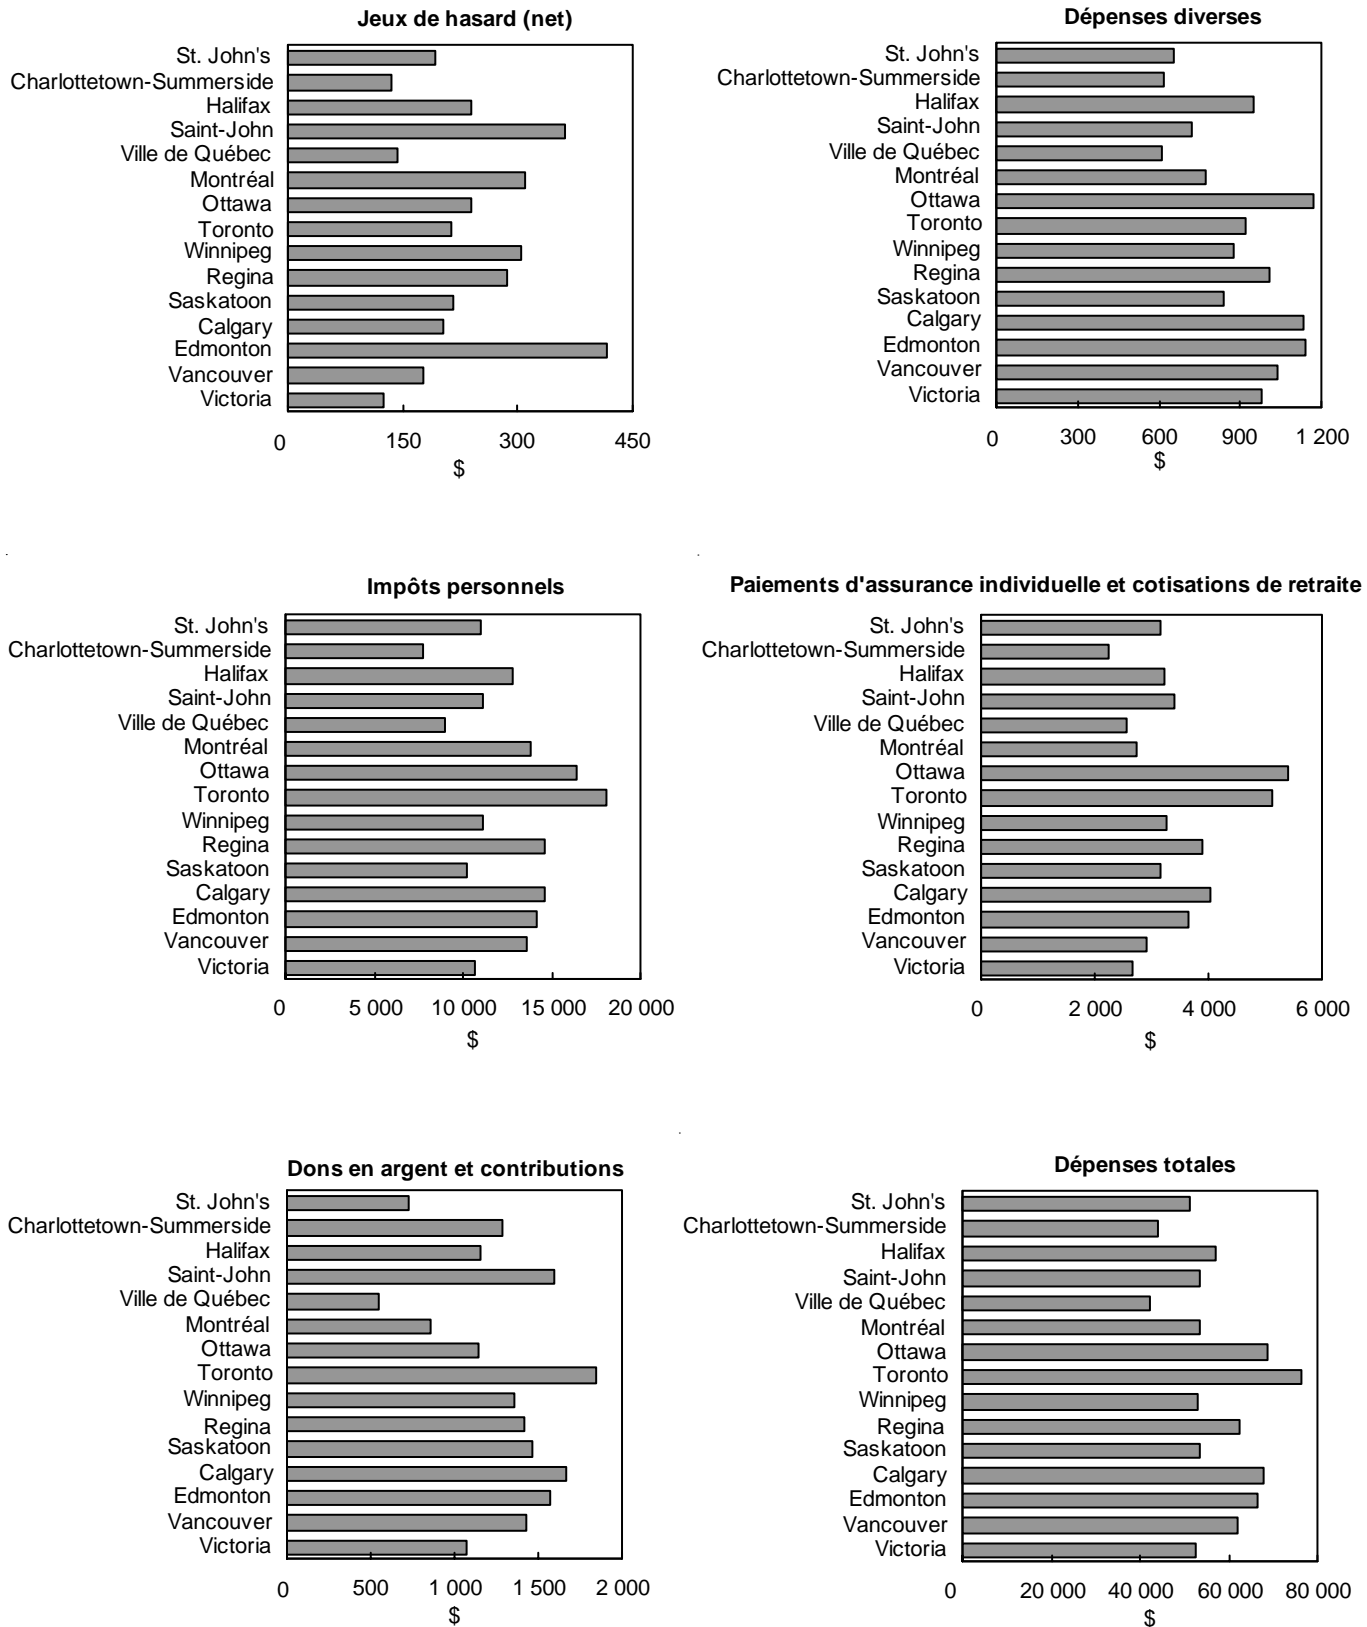 Jeux de hasard (net)
St. John's
Charlottetown-Summerside
Halifax
Saint-John
Ville de Québec
Montréal
Ottawa
Toronto
Winnipeg
Regina
Saskatoon
Calgary
Edmonton
Vancouver
Victoria
0 150 300 450
$
Dépenses diverses
St. John's
Charlottetown-Summerside
Halifax
Saint-John
Ville de Québec
Montréal
Ottawa
Toronto
Winnipeg
Regina
Saskatoon
Calgary
Edmonton
Vancouver
Victoria
0 300 600 900 1 200
$
Impôts personnels
St. John's
Charlottetown-Summerside
Halifax
Saint-John
Ville de Québec
Montréal
Ottawa
Toronto
Winnipeg
Regina
Saskatoon
Calgary
Edmonton
Vancouver
Victoria
0 5 000 10 000 15 000 20 000
$
Paiements d'assurance individuelle et cotisations de retraite
St. John's
Charlottetown-Summerside
Halifax
Saint-John
Ville de Québec
Montréal
Ottawa
Toronto
Winnipeg
Regina
Saskatoon
Calgary
Edmonton
Vancouver
Victoria
0 2 000 4 000 6 000
$
Dons en argent et contributions
St. John's
Charlottetown-Summerside
Halifax
Saint-John
Ville de Québec
Montréal
Ottawa
Toronto
Winnipeg
Regina
Saskatoon
Calgary
Edmonton
Vancouver
Victoria
0 500 1 000 1 500 2 000
$
Dépenses totales
St. John's
Charlottetown-Summerside
Halifax
Saint-John
Ville de Québec
Montréal
Ottawa
Toronto
Winnipeg
Regina
Saskatoon
Calgary
Edmonton
Vancouver
Victoria
0 20 000 40 000 60 000 80 000
$